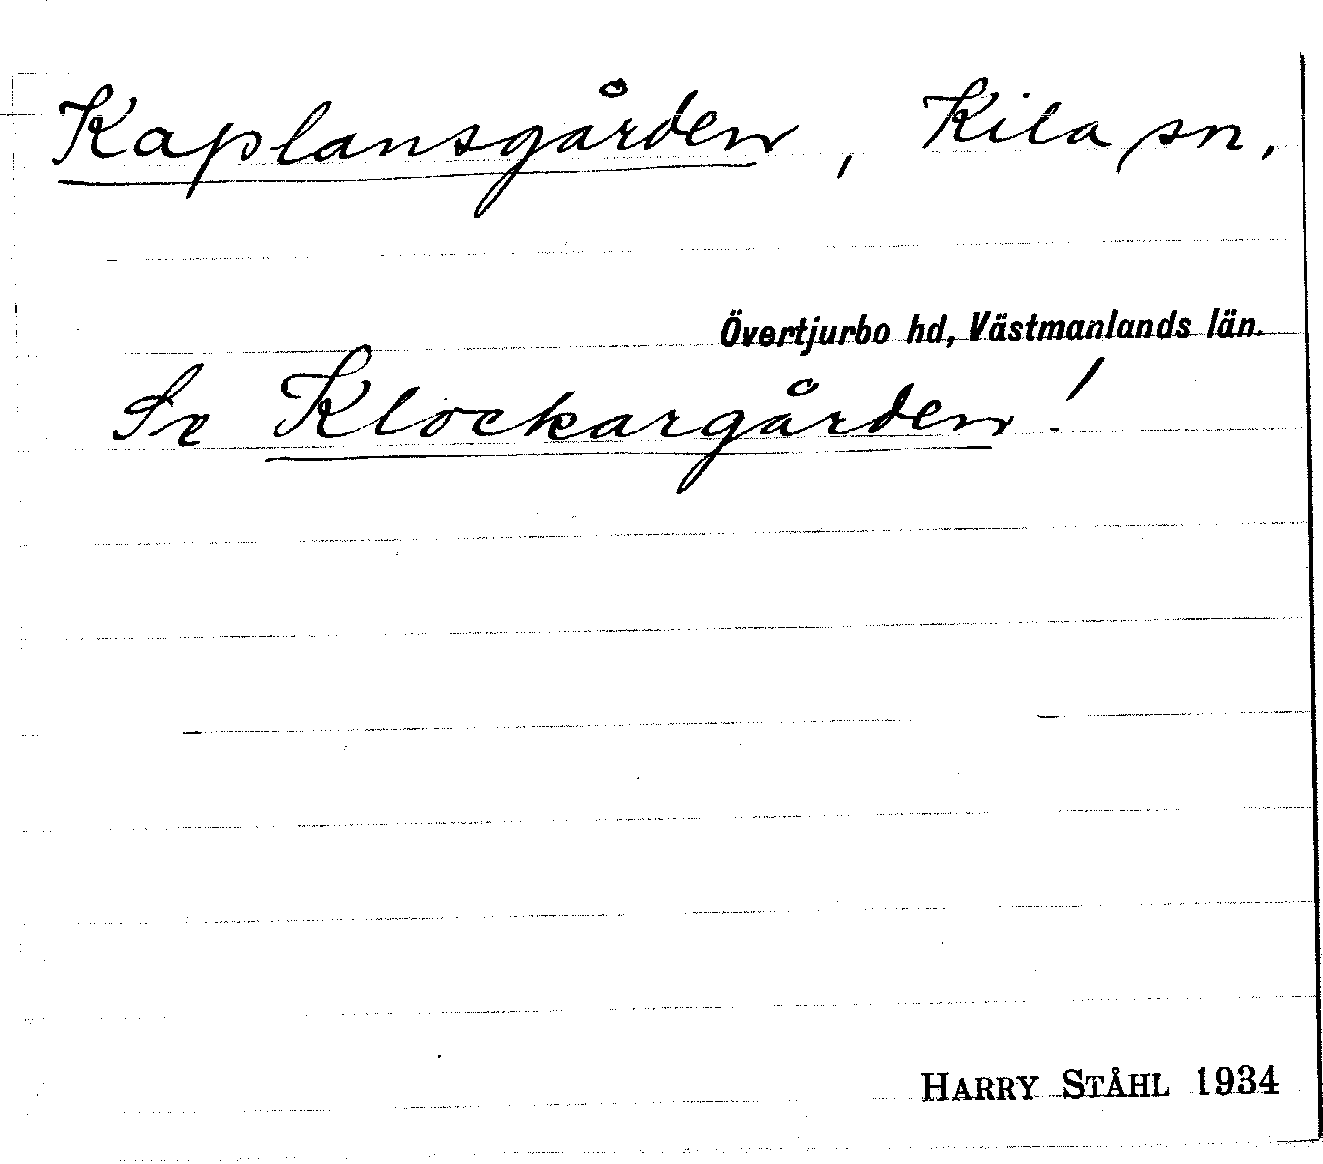 Kaplansgården, Kila sn,
Övertjurbo hd, Västmanlands län.
Se Klockargården!
HARRY STÅHL 1934